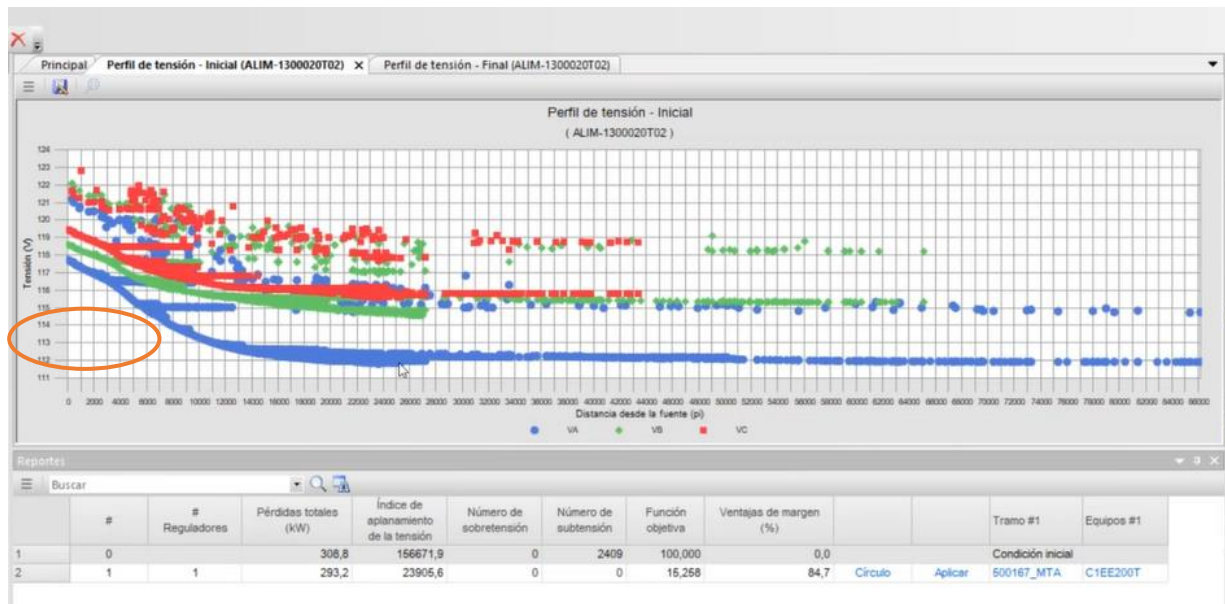 Principal Perfil de tensión - Inicial (ALIM-1300020T02) x Perfil de tensión - Final (ALIM-1300020T02)
Perfil de tensión - Inicial
( ALIM-1300020T02 )
Tensión (V)
124
123
122
121
120
119
118
117
116
115
114
113
112
111
0 2000 4000 6000 8000 10000 12000 14000 16000 18000 20000 22000 24000 26000 28000 30000 32000 34000 36000 38000 40000 42000 44000 46000 48000 50000 52000 54000 56000 58000 60000 62000 64000 66000 68000 70000 72000 74000 76000 78000 80000 82000 84000 86000
Distancia desde la fuente (pi)
VA VB VC
Reportes
Buscar
# # Reguladores Pérdidas totales (kW) Índice de aplanamiento de la tensión Número de sobretensión Número de subtensión Función objetiva Ventajas de margen (%) Tramo #1 Equipos #1
1 0 308,8 156671,9 0 2409 100,000 0,0 Condición inicial
2 1 1 293,2 23905,6 0 0 15,258 84,7 Círculo Aplicar 500167_MTA C1EE200T